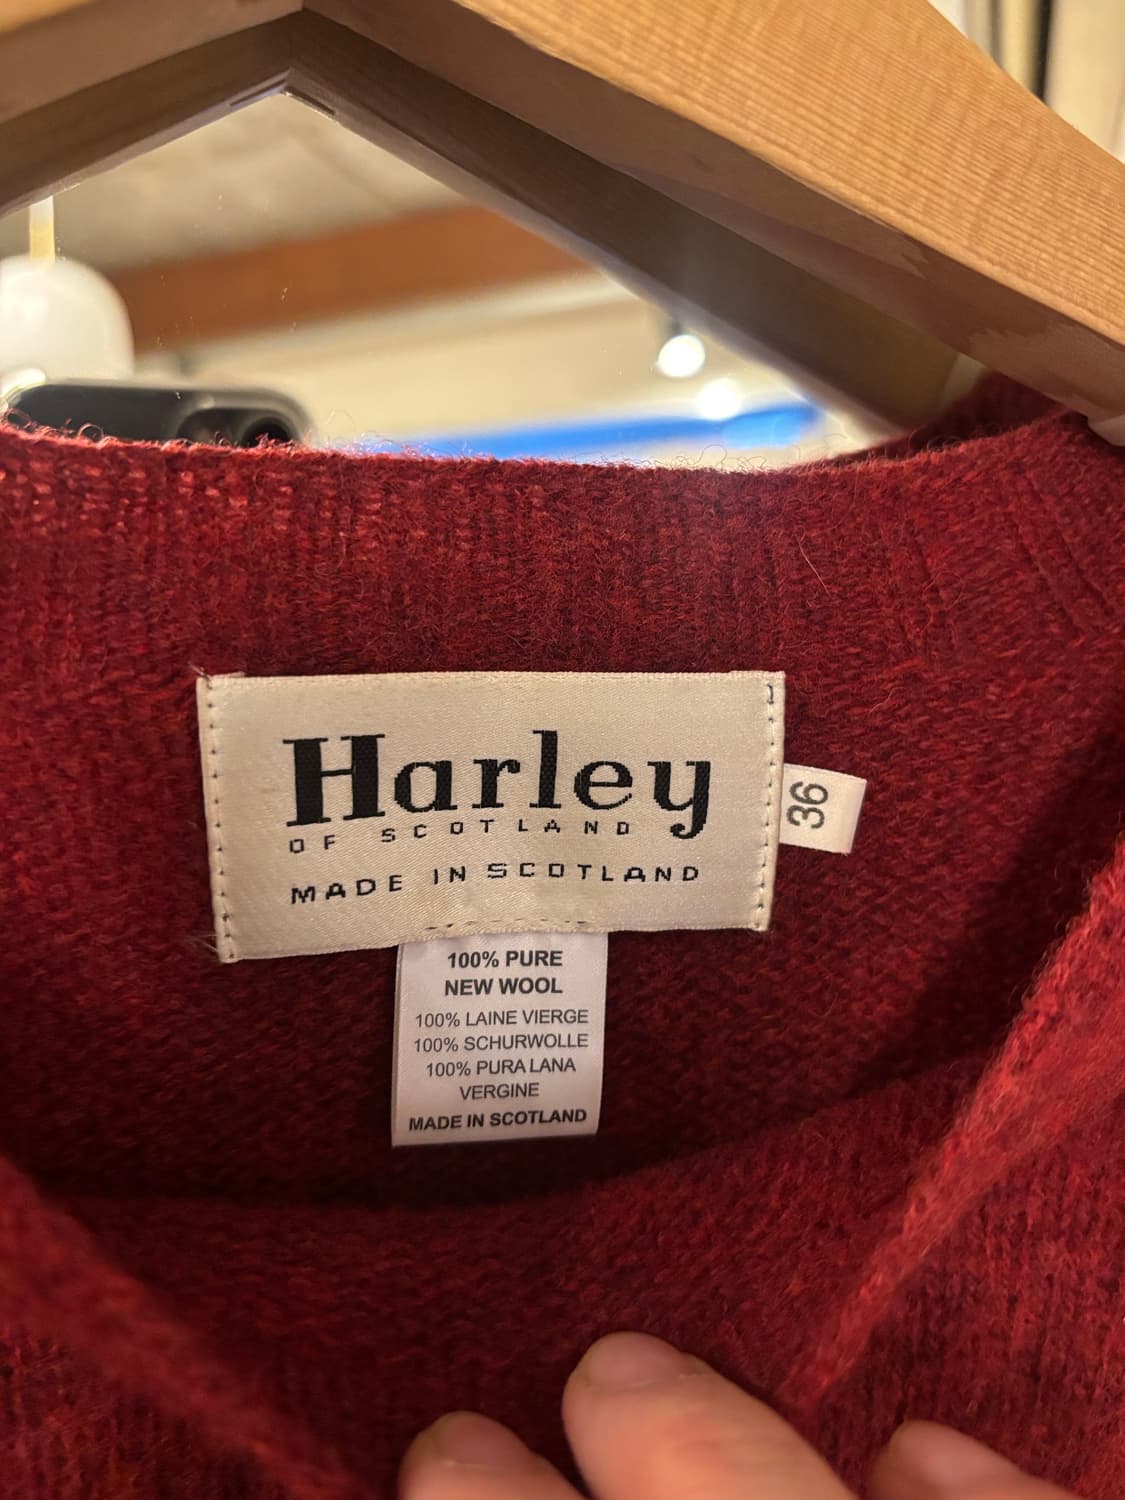 Harley
OF SCOTLAND
MADE IN SCOTLAND
36
100% PURE
NEW WOOL
100% LAINE VIERGE
100% SCHURWOLLE
100% PURA LANA
VERGINE
MADE IN SCOTLAND